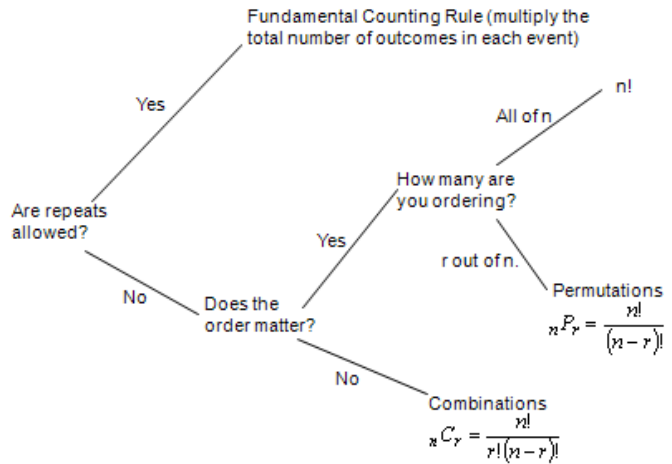 Fundamental Counting Rule (multiply the
total number of outcomes in each event)
Yes
n!
All of n
How many are
you ordering?
Are repeats
allowed?
Yes
r out of n.
No
Does the
order matter?
Permutations
nPr = n!/(n-r)!
No
Combinations
nCr = n!/r!(n-r)!